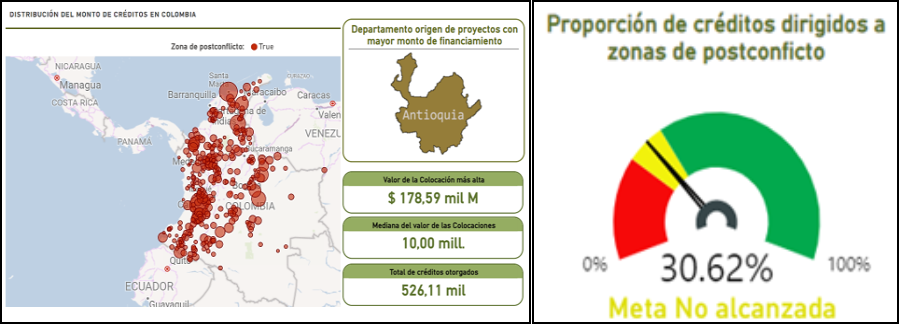 DISTRIBUCIÓN DEL MONTO DE CRÉDITOS EN COLOMBIA
Zona de postconflicto: True
NICARAGUA
Managua
COSTA RICA
PANAMÁ
Santa
Barranquilla
Maracaibo
Caracas
Valen
VENEZU
Bucaramanga
COLOMBIA
Quito
ECUADOR
Guayaquil
Departamento origen de proyectos con
mayor monto de financiamiento
Antioquia
Valor de la Colocación más alta
$ 178,59 mil M
Mediana del valor de las Colocaciones
10,00 mill.
Total de créditos otorgados
526,11 mil
Proporción de créditos dirigidos a
zonas de postconficto
0%
30.62%
100%
Meta No alcanzada